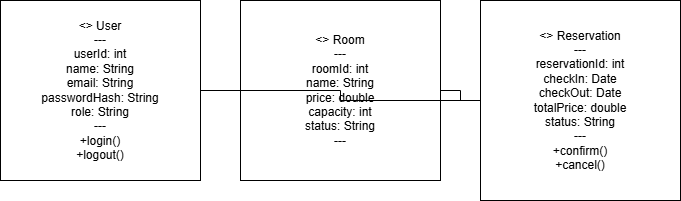 <> User
---
userId: int
name: String
email: String
passwordHash: String
role: String
---
+login()
+logout()
<> Room
---
roomId: int
name: String
price: double
capacity: int
status: String
---
<> Reservation
---
reservationId: int
checkIn: Date
checkOut: Date
totalPrice: double
status: String
---
+confirm()
+cancel()